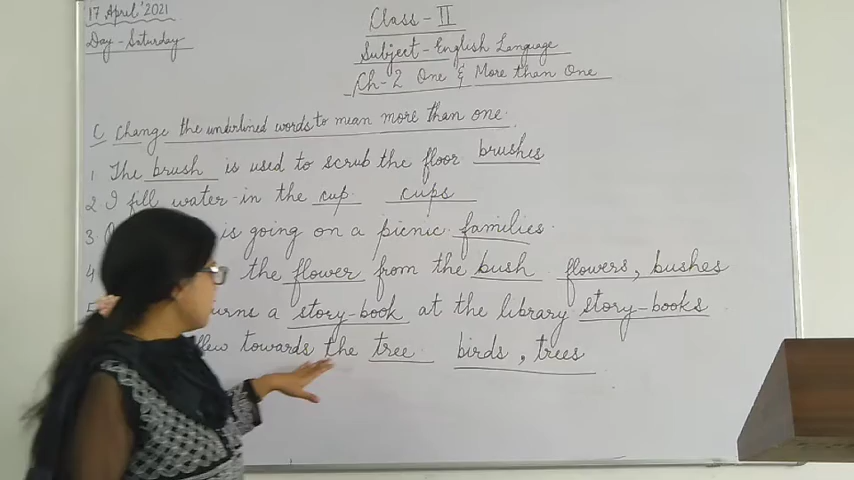 17 April'2021
Day - Saturday
Class - II
Subject - English Language
Ch-2 One & More than One
C Change the underlined words to mean more than one.
1 The brush is used to scrub the floor brushes
2 I fill water in the cup. cups
3 is going on a picnic. families.
4 the flower from the bush flowers, bushes
5 a story-book at the library story-books
flew towards the tree. birds, trees